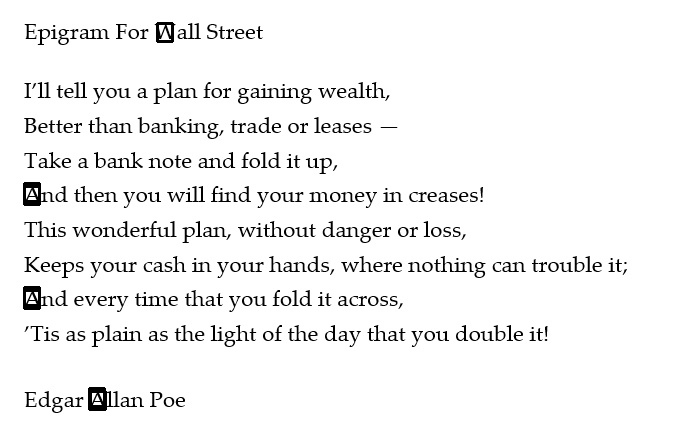 Epigram For Wall Street
I’ll tell you a plan for gaining wealth,
Better than banking, trade or leases —
Take a bank note and fold it up,
And then you will find your money in creases!
This wonderful plan, without danger or loss,
Keeps your cash in your hands, where nothing can trouble it;
And every time that you fold it across,
’Tis as plain as the light of the day that you double it!
Edgar Allan Poe